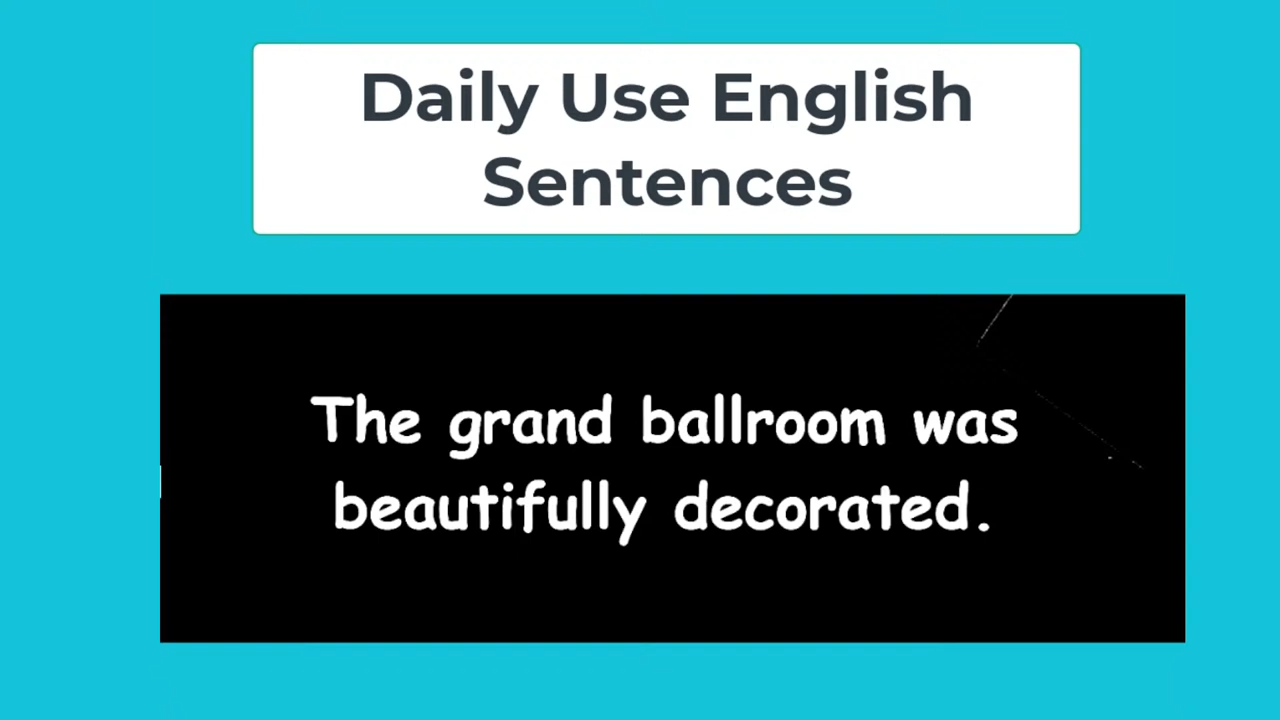 Daily Use English
Sentences
The grand ballroom was
beautifully decorated.